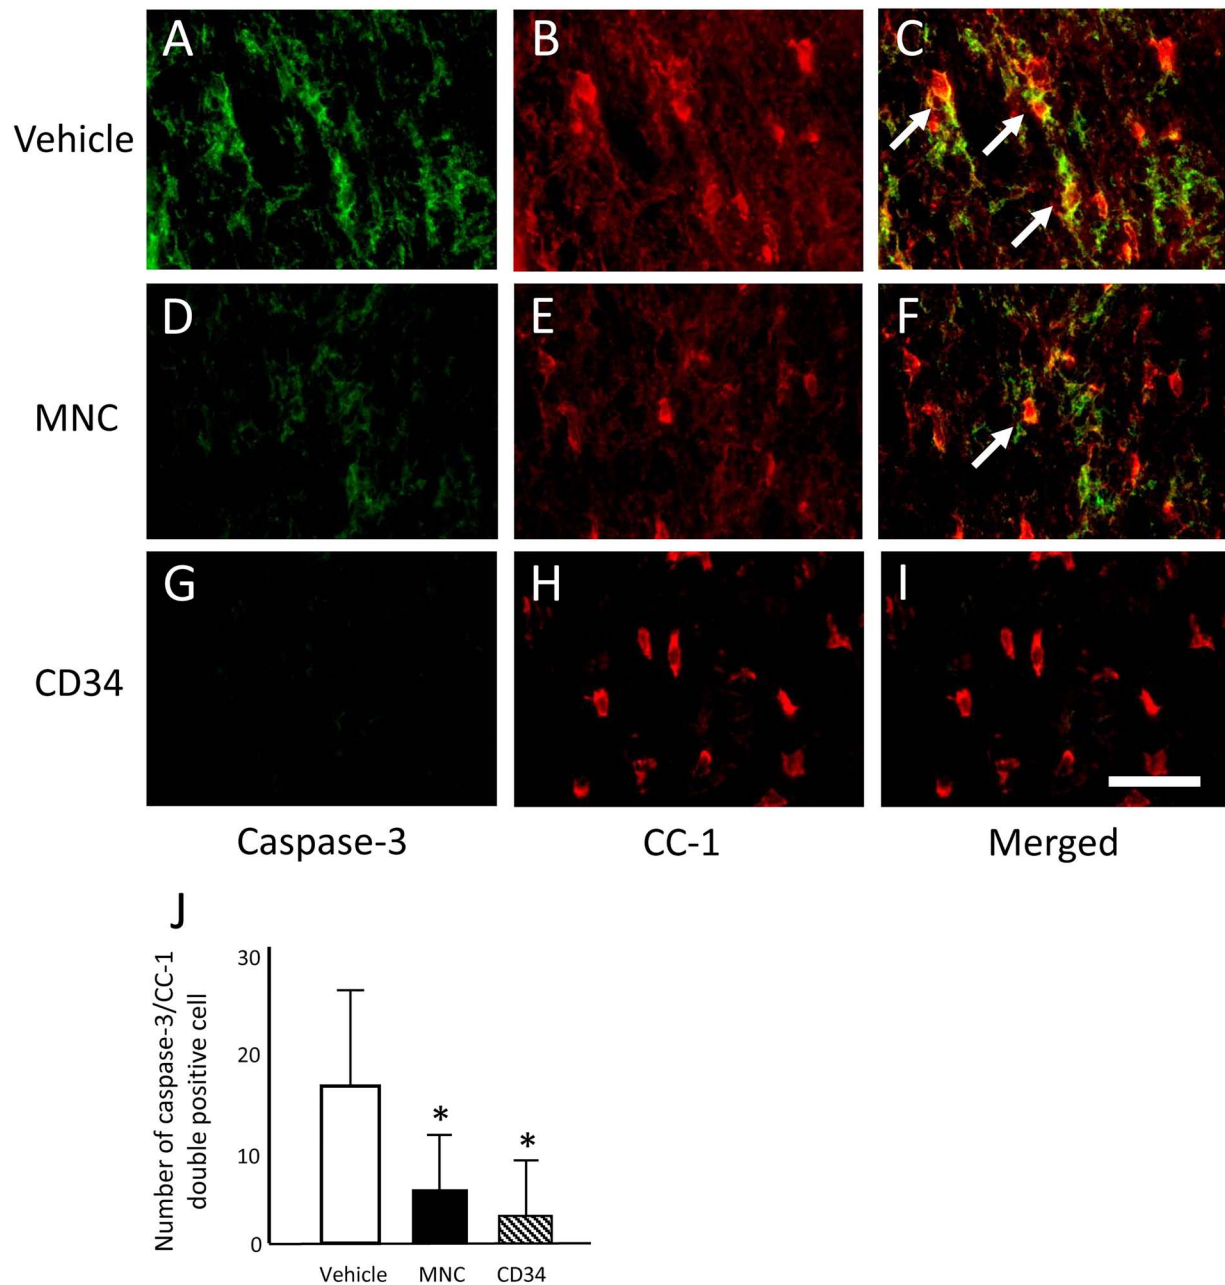 A
B
C
Vehicle
D
E
F
MNC
G
H
I
CD34
Caspase-3
CC-1
Merged
J
Number of caspase-3/CC-1
double positive cell
30
20
10
0
*
*
Vehicle
MNC
CD34